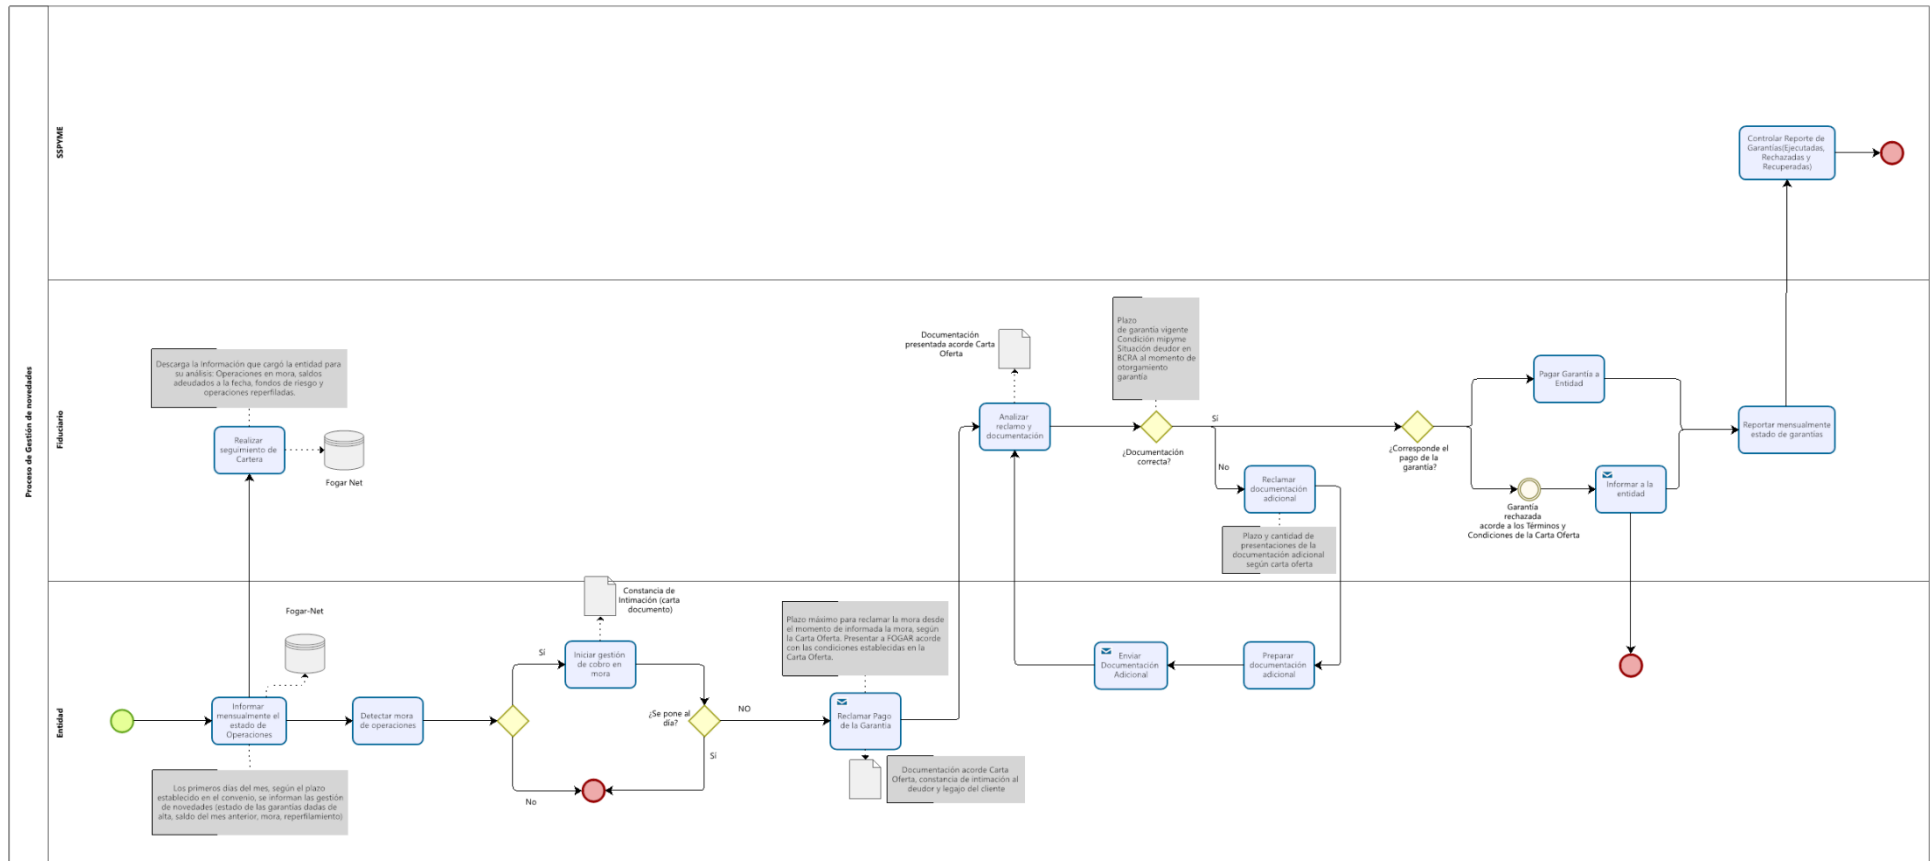 Proceso de Gestión de novedades
SSPYME
Controlar Reporte de
Garantías(Ejecutadas,
Rechazadas y
Recuperadas)
Fiduciario
Descarga la Información que cargó la entidad para
su análisis: Operaciones en mora, saldos
adeudados a la fecha, fondos de riesgo y
operaciones reperfiladas.
Realizar
seguimiento de
Cartera
Fogar Net
Documentación
presentada acorde Carta
Oferta
Analizar
reclamo y
documentación
Plazo
de garantía vigente
Condición mipyme
Situación deudor en
BCRA al momento de
otorgamiento
garantía
¿Documentación
correcta?
Sí
No
Reclamar
documentación
adicional
Plazo y cantidad de
presentaciones de la
documentación adicional
según carta oferta
¿Corresponde el
pago de la
garantía?
Pagar Garantía a
Entidad
Garantía
rechazada
acorde a los Términos y
Condiciones de la Carta Oferta
Informar a la
entidad
Reportar mensualmente
estado de garantías
Entidad
Fogar-Net
Informar
mensualmente el
estado de
Operaciones
Los primeros días del mes, según el plazo
establecido en el convenio, se informan las gestión
de novedades (estado de las garantías dadas de
alta, saldo del mes anterior, mora, reperfilamiento)
Detectar mora
de operaciones
Sí
No
Constancia de
Intimación (carta
documento)
Iniciar gestión
de cobro en
mora
¿Se pone al
día?
NO
Si
Plazo máximo para reclamar la mora desde
el momento de informada la mora, según
la Carta Oferta. Presentar a FOGAR acorde
con las condiciones establecidas en la
Carta Oferta.
Reclamar Pago
de la Garantía
Documentación acorde Carta
Oferta, constancia de intimación al
deudor y legajo del cliente
Enviar
Documentación
Adicional
Preparar
documentación
adicional